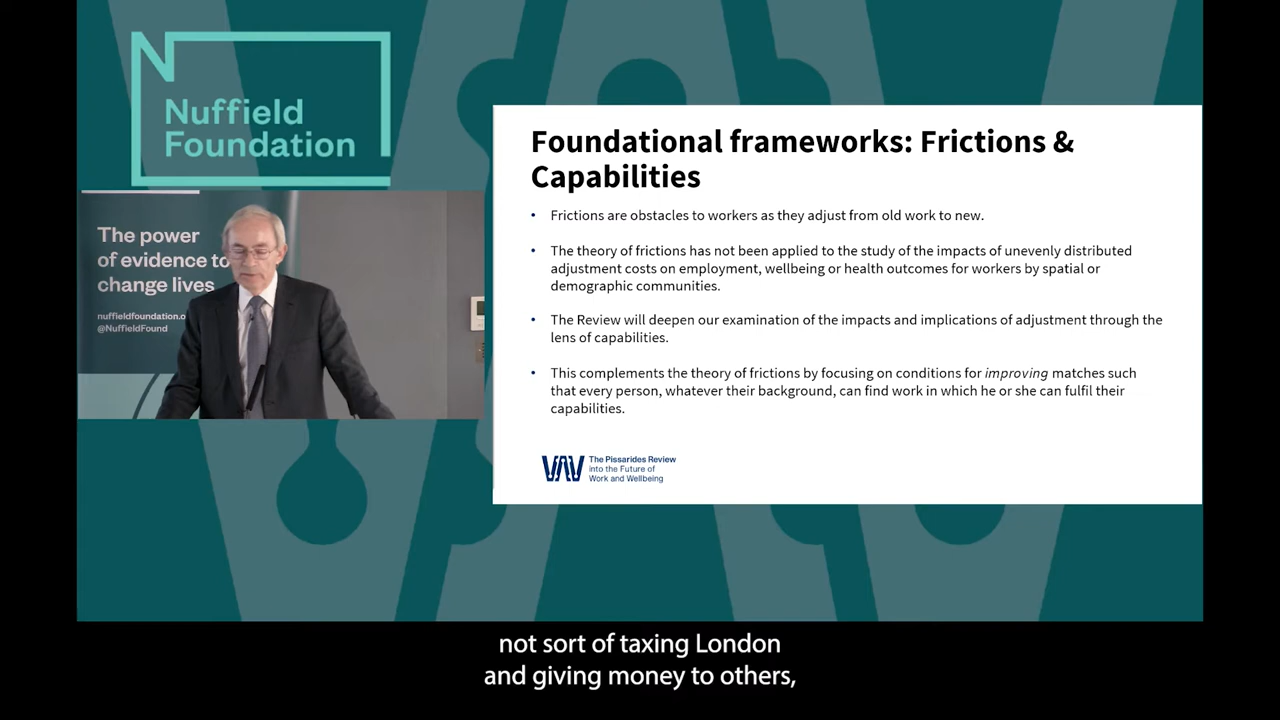 Nuffield
Foundation
The power
of evidence to
change lives
nuffieldfoundation.o
@NuffieldFound
Foundational frameworks: Frictions &
Capabilities
• Frictions are obstacles to workers as they adjust from old work to new.
• The theory of frictions has not been applied to the study of the impacts of unevenly distributed
adjustment costs on employment, wellbeing or health outcomes for workers by spatial or
demographic communities.
• The Review will deepen our examination of the impacts and implications of adjustment through the
lens of capabilities.
• This complements the theory of frictions by focusing on conditions for improving matches such
that every person, whatever their background, can find work in which he or she can fulfil their
capabilities.
The Pissarides Review
into the Future of
Work and Wellbeing
not sort of taxing London
and giving money to others,